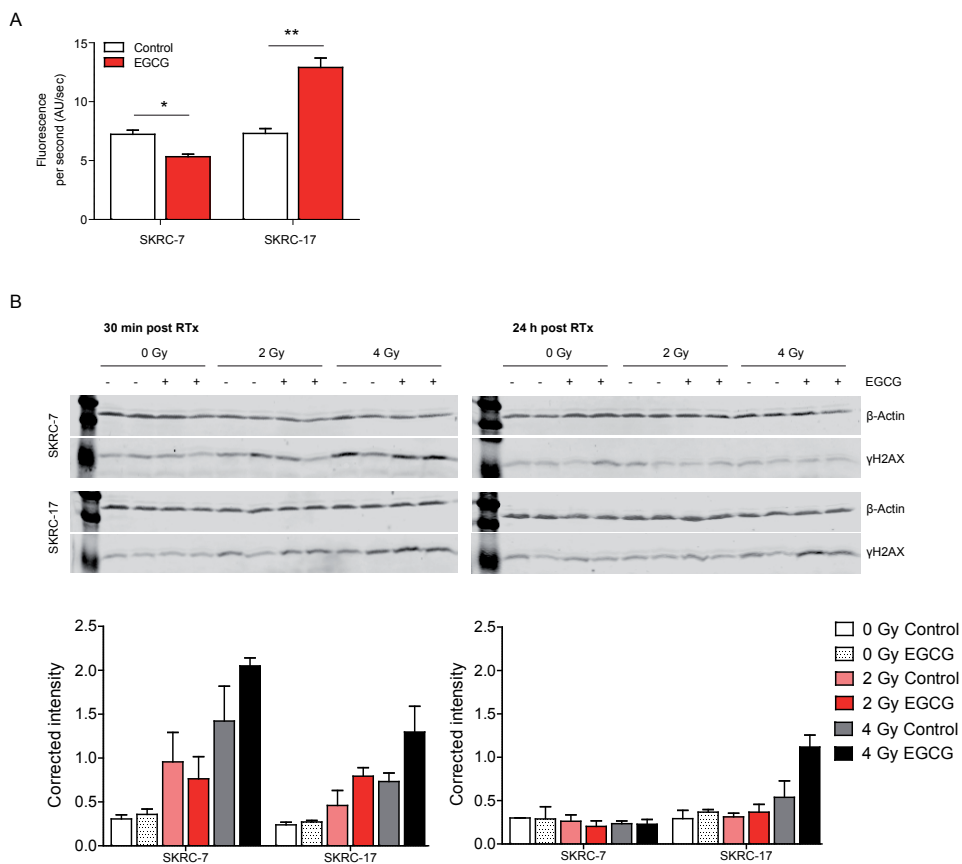 A
Fluorescence
per second (AU/sec)
15
10
5
0
Control
EGCG
*
**
SKRC-7 SKRC-17
B
30 min post RTx
0 Gy 2 Gy 4 Gy
- - + + - - + + - - + +
24 h post RTx
0 Gy 2 Gy 4 Gy
- - + + - - + + - - + + EGCG
SKRC-7
β-Actin
γH2AX
SKRC-17
β-Actin
γH2AX
Corrected intensity
2.5
2.0
1.5
1.0
0.5
0.0
SKRC-7 SKRC-17
Corrected intensity
2.5
2.0
1.5
1.0
0.5
0.0
SKRC-7 SKRC-17
0 Gy Control
0 Gy EGCG
2 Gy Control
2 Gy EGCG
4 Gy Control
4 Gy EGCG